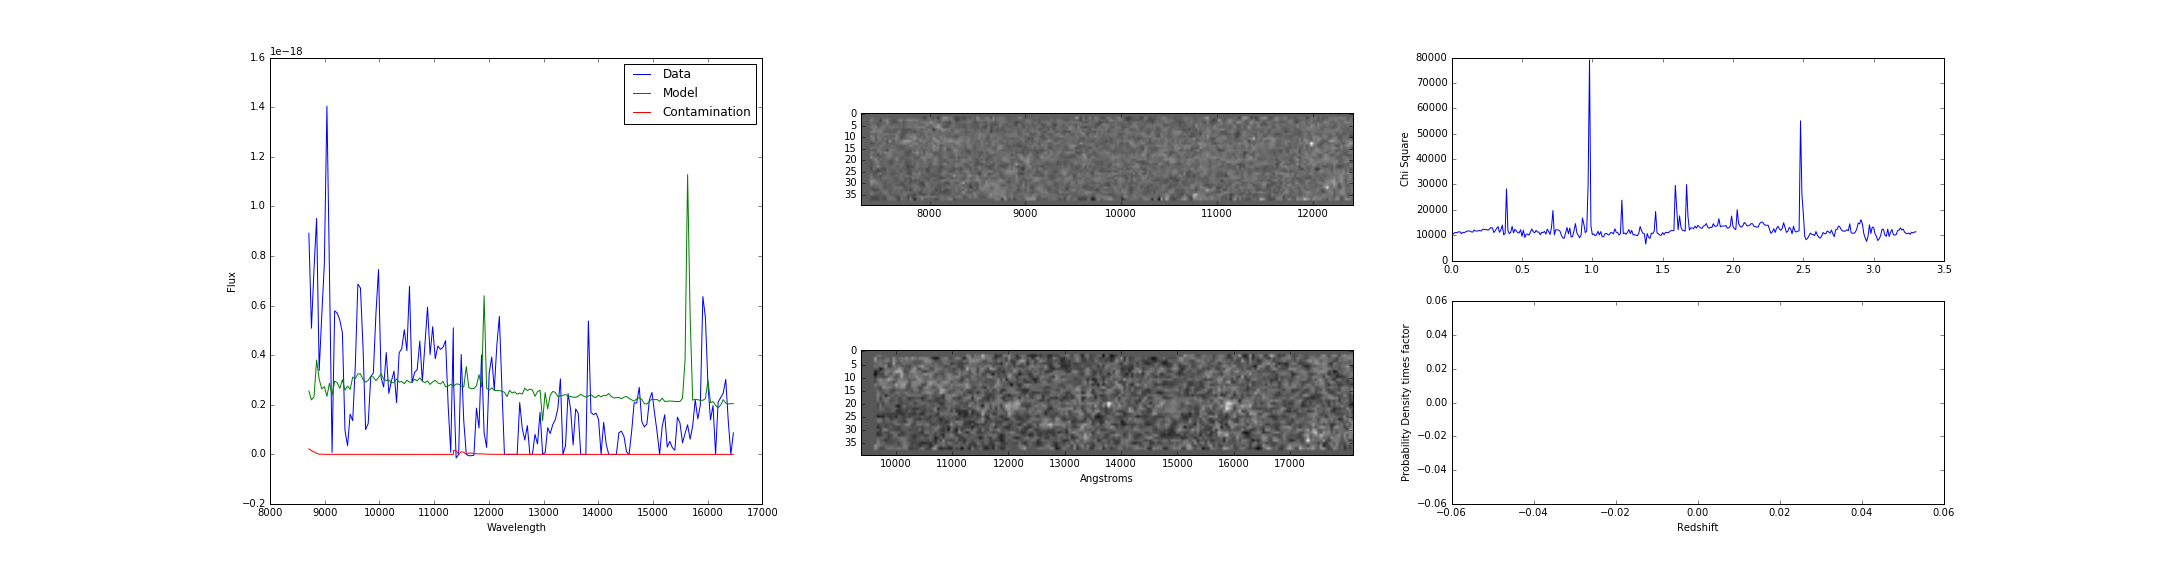 1e−18
1.6
1.4
1.2
1.0
0.8
0.6
0.4
0.2
0.0
−0.2
Flux
Data
Model
Contamination
8000 9000 10000 11000 12000 13000 14000 15000 16000 17000
Wavelength
0
5
10
15
20
25
30
35
8000 9000 10000 11000 12000
0
5
10
15
20
25
30
35
10000 11000 12000 13000 14000 15000 16000 17000
Angstroms
80000
70000
60000
50000
40000
30000
20000
10000
0
Chi Square
0.0 0.5 1.0 1.5 2.0 2.5 3.0 3.5
0.06
0.04
0.02
0.00
−0.02
−0.04
−0.06
Probability Density times factor
−0.06 −0.04 −0.02 0.00 0.02 0.04 0.06
Redshift